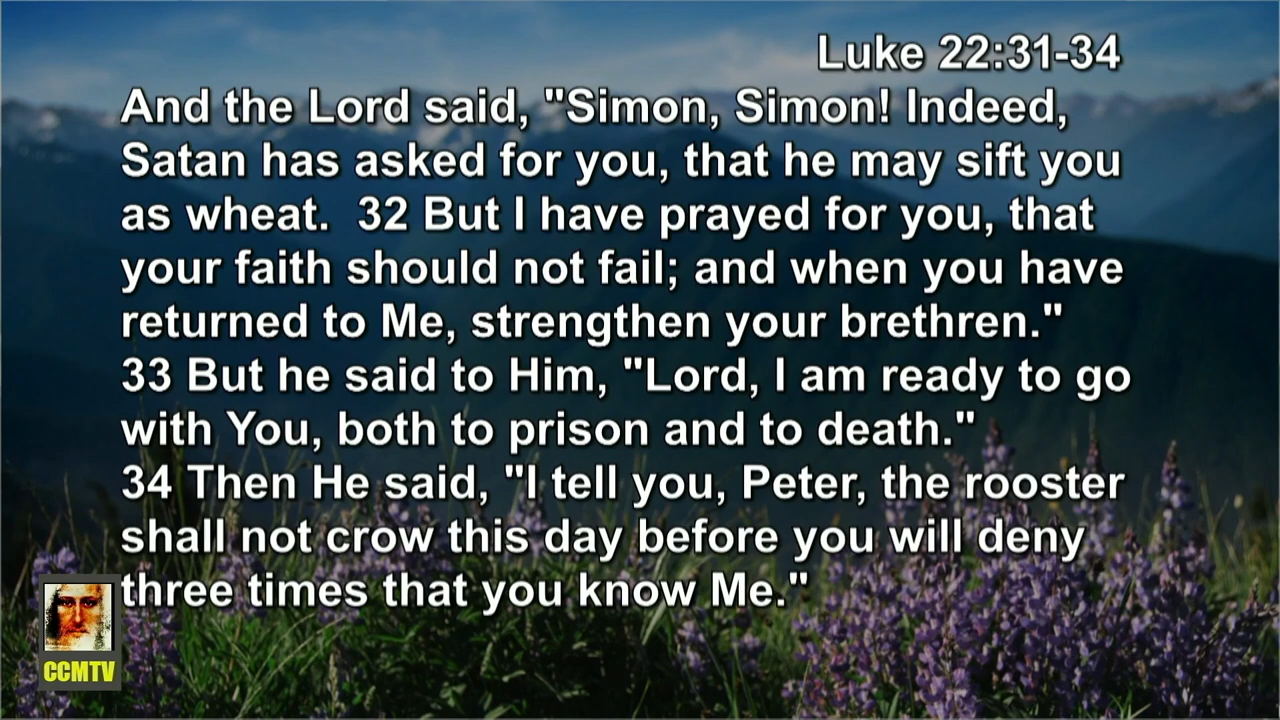 Luke 22:31-34
And the Lord said, "Simon, Simon! Indeed,
Satan has asked for you, that he may sift you
as wheat.  32 But I have prayed for you, that
your faith should not fail; and when you have
returned to Me, strengthen your brethren."
33 But he said to Him, "Lord, I am ready to go
with You, both to prison and to death."
34 Then He said, "I tell you, Peter, the rooster
shall not crow this day before you will deny
three times that you know Me."
CCMTV